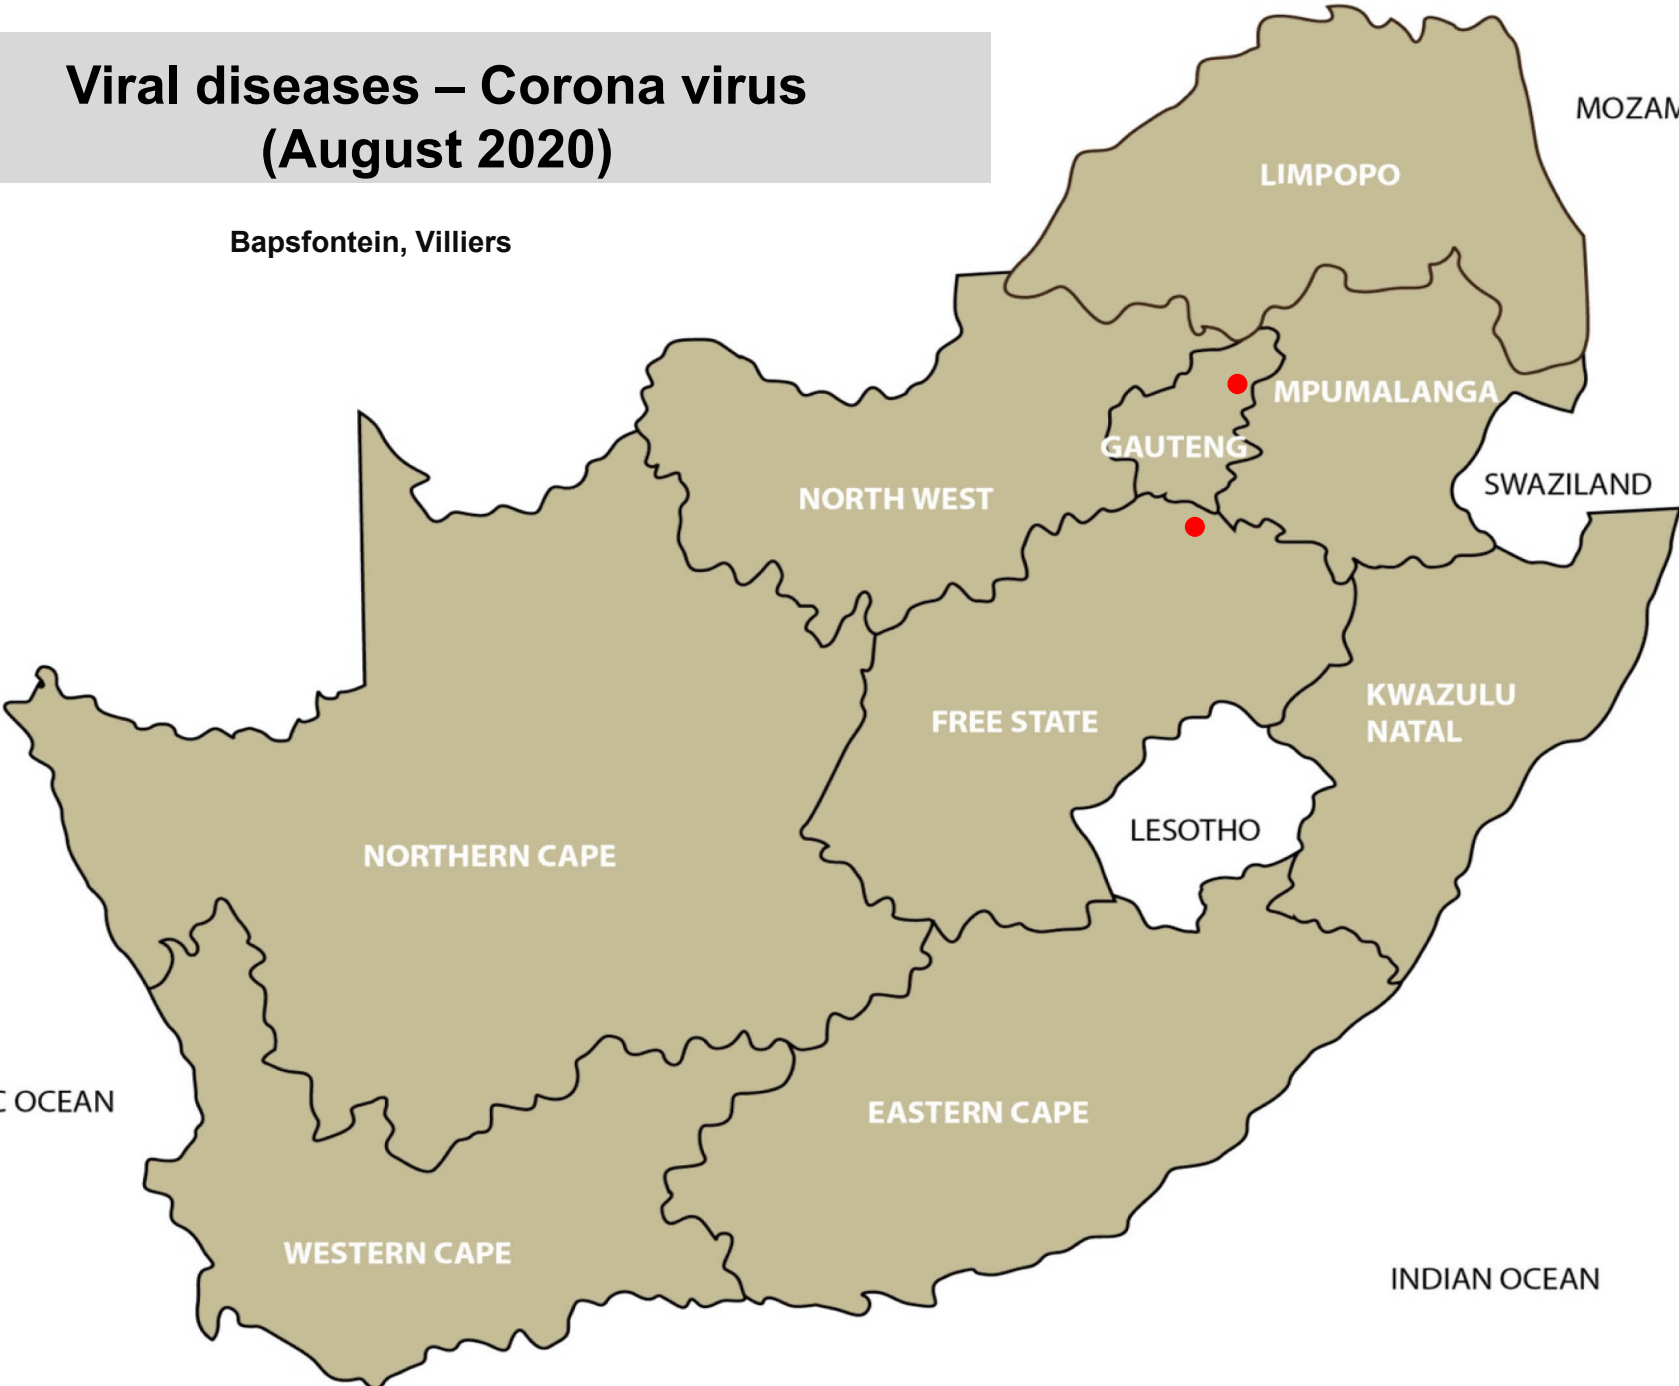 Viral diseases – Corona virus
(August 2020)
Bapsfontein, Villiers
MOZAM
LIMPOPO
MPUMALANGA
GAUTENG
SWAZILAND
NORTH WEST
KWAZULU
NATAL
FREE STATE
LESOTHO
NORTHERN CAPE
C OCEAN
EASTERN CAPE
WESTERN CAPE
INDIAN OCEAN